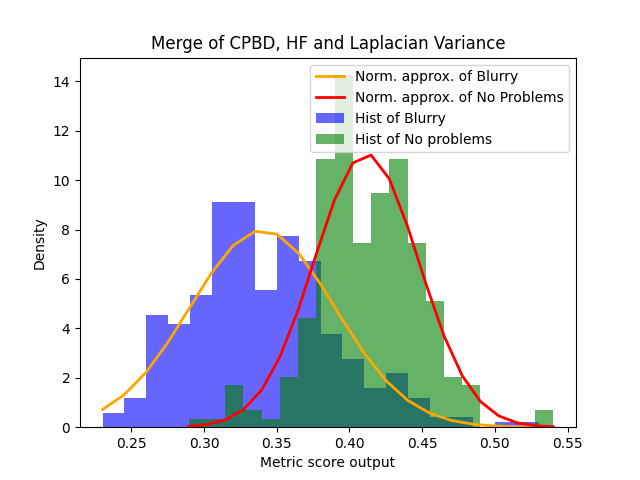 Merge of CPBD, HF and Laplacian Variance
Norm. approx. of Blurry
Norm. approx. of No Problems
Hist of Blurry
Hist of No problems
Density
14
12
10
8
6
4
2
0
0.25 0.30 0.35 0.40 0.45 0.50 0.55
Metric score output